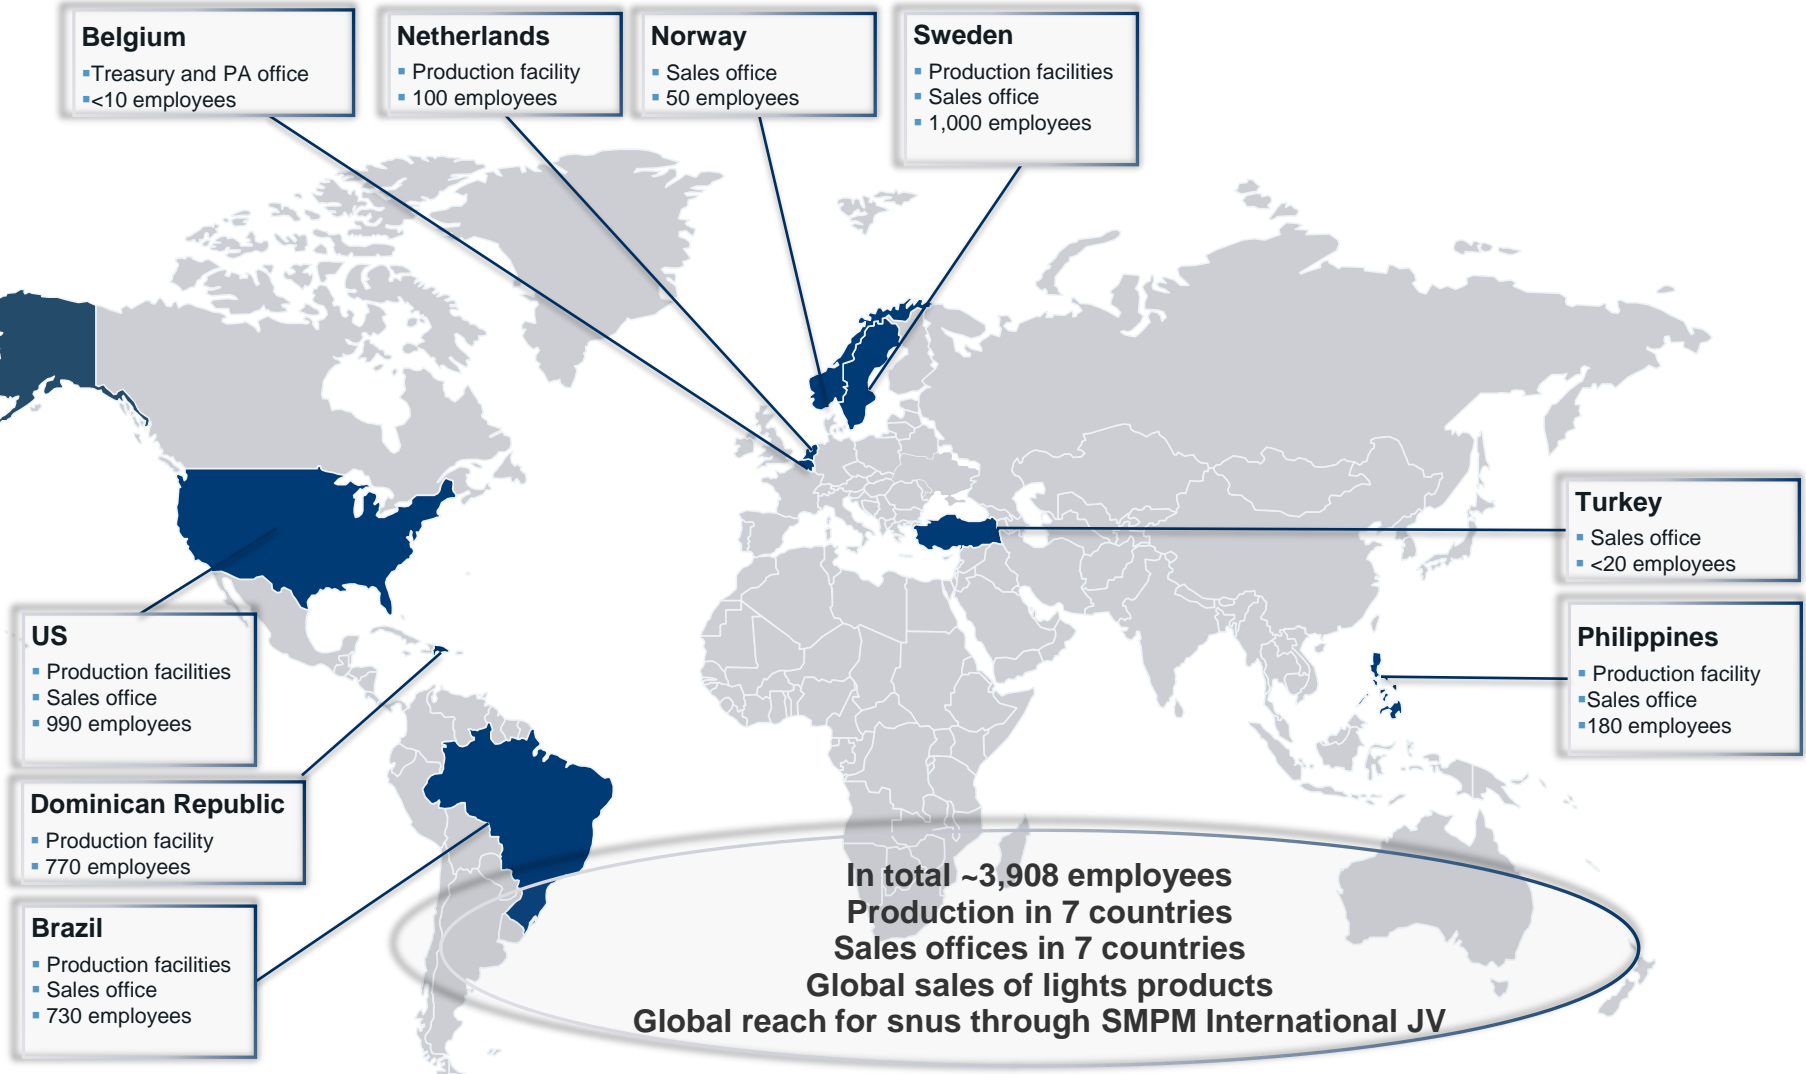 Belgium
▪Treasury and PA office
▪<10 employees
Netherlands
▪ Production facility
▪ 100 employees
Norway
▪ Sales office
▪ 50 employees
Sweden
▪ Production facilities
▪ Sales office
▪ 1,000 employees
Turkey
▪ Sales office
▪ <20 employees
Philippines
▪ Production facility
▪Sales office
▪180 employees
US
▪ Production facilities
▪ Sales office
▪ 990 employees
Dominican Republic
▪ Production facility
▪ 770 employees
Brazil
▪ Production facilities
▪ Sales office
▪ 730 employees
In total ~3,908 employees
Production in 7 countries
Sales offices in 7 countries
Global sales of lights products
Global reach for snus through SMPM International JV